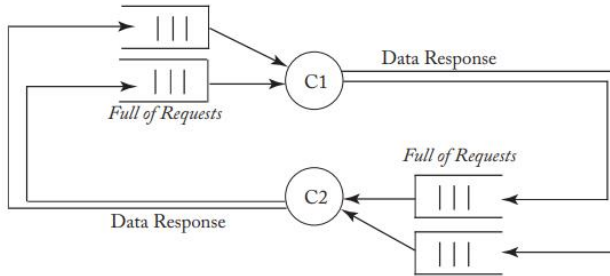 C1
Data Response
Full of Requests
Full of Requests
C2
Data Response